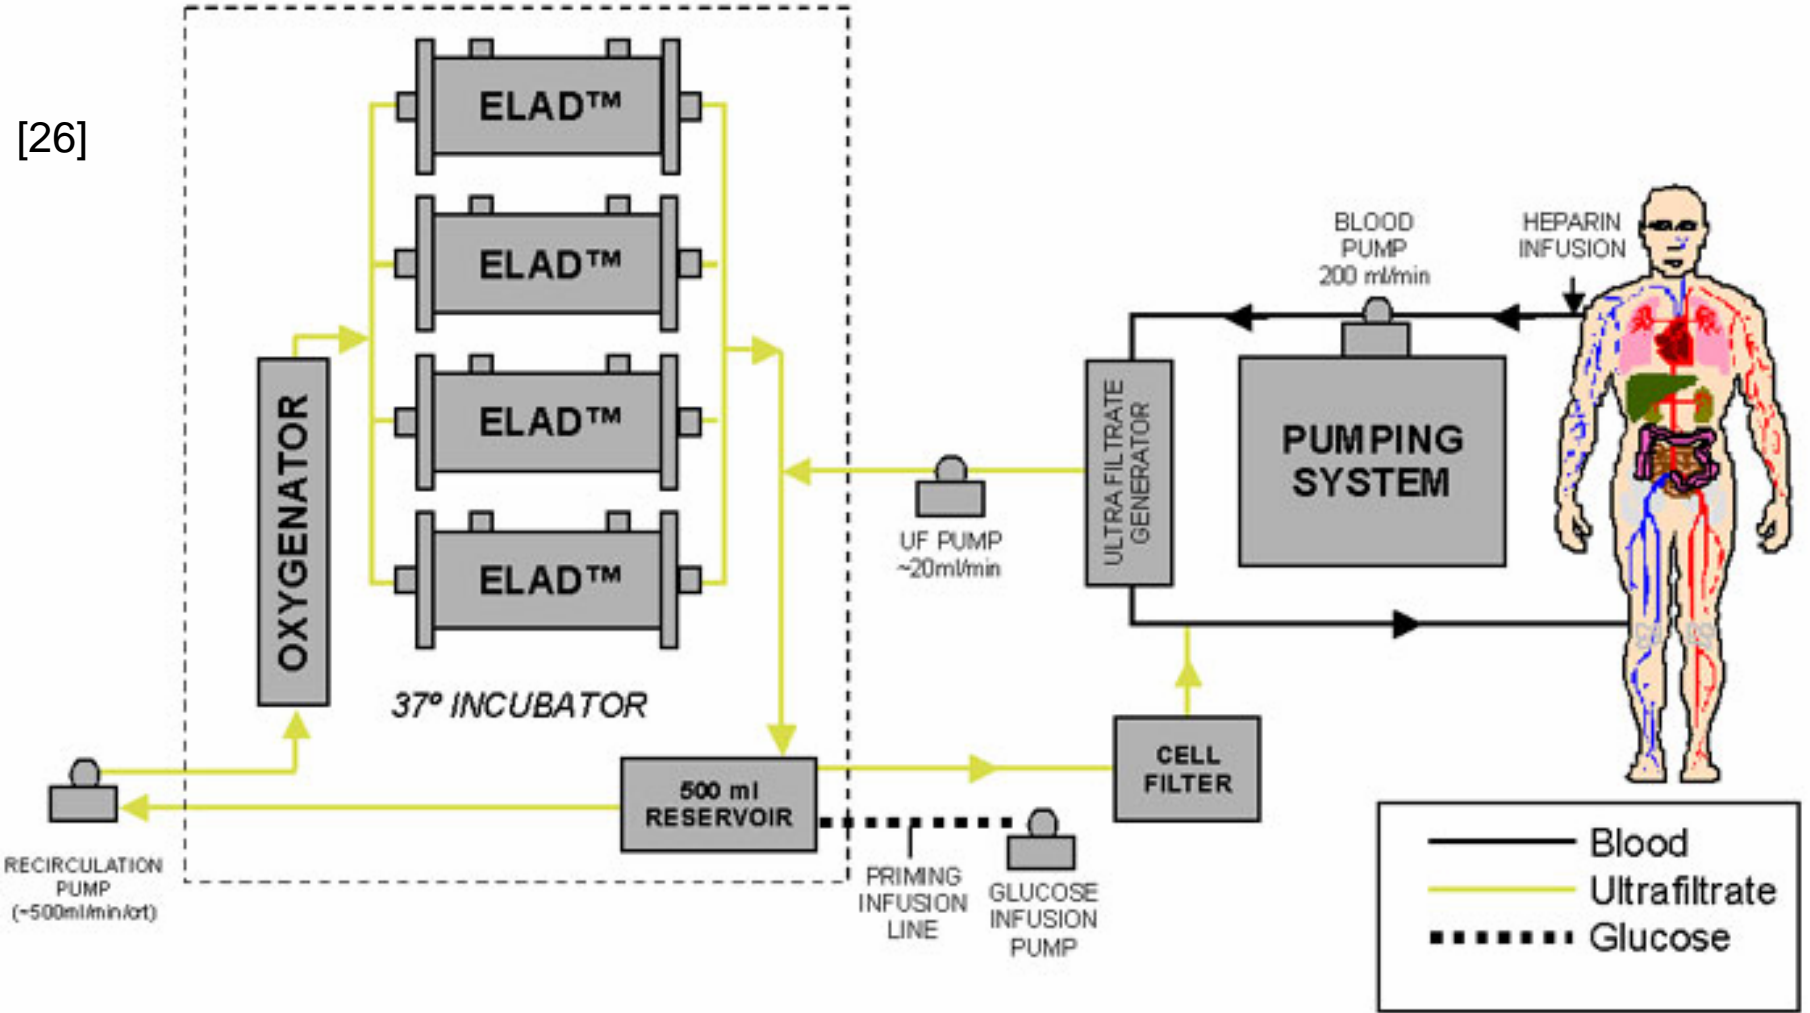 [26]
ELAD™
ELAD™
ELAD™
ELAD™
OXYGENATOR
37º INCUBATOR
500 ml
RESERVOIR
RECIRCULATION
PUMP
(~500ml/min/crt)
UF PUMP
~20ml/min
ULTRA FILTRATE
GENERATOR
BLOOD
PUMP
200 ml/min
HEPARIN
INFUSION
PUMPING
SYSTEM
CELL
FILTER
PRIMING
INFUSION
LINE
GLUCOSE
INFUSION
PUMP
Blood
Ultrafiltrate
Glucose